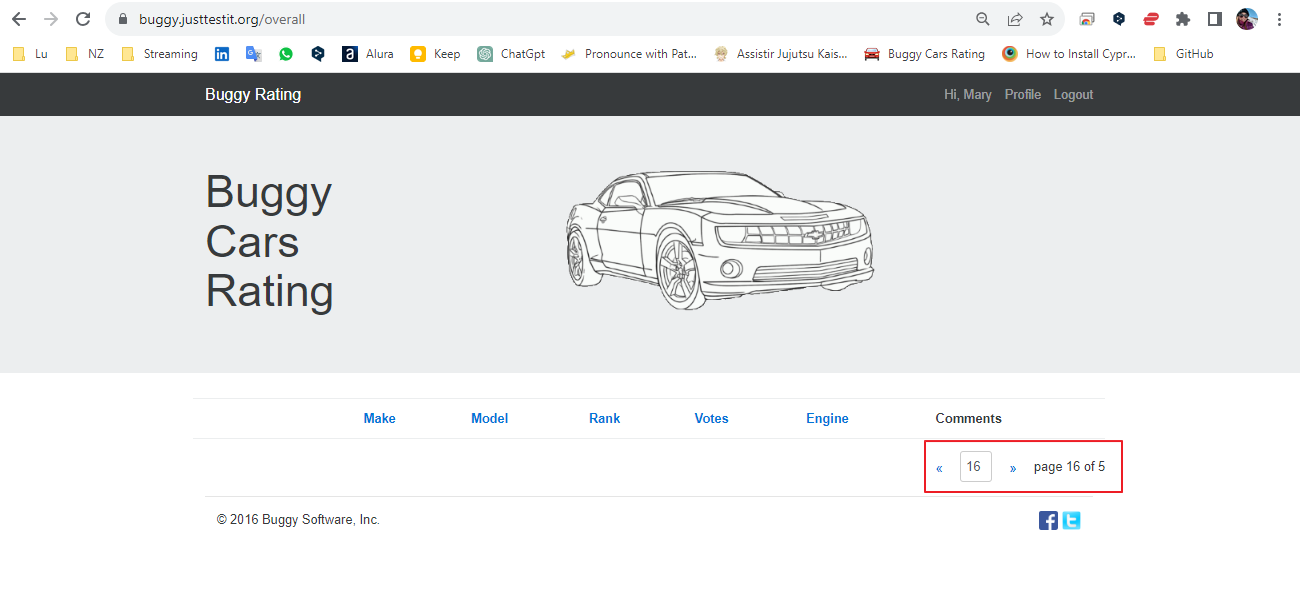 buggy.justtestit.org/overall
Lu NZ Streaming Alura Keep ChatGpt Pronounce with Pat... Assistir Jujutsu Kais... Buggy Cars Rating How to Install Cypr... GitHub
Buggy Rating Hi, Mary Profile Logout
Buggy
Cars
Rating
Make Model Rank Votes Engine Comments
« 16 » page 16 of 5
© 2016 Buggy Software, Inc.